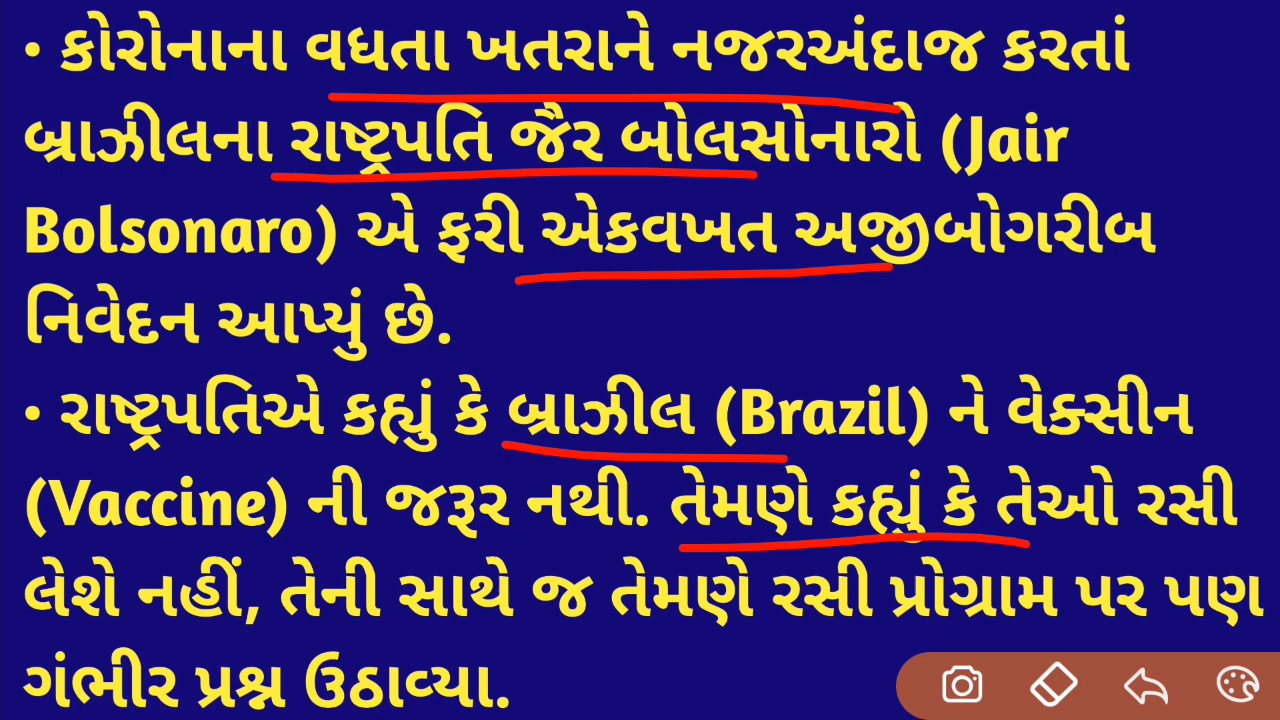 • કોરોનાના વધતા ખતરાને નજરઅંદાજ કરતાં
બ્રાઝીલના રાષ્ટ્રપતિ જૈર બોલસોનારો (Jair
Bolsonaro) એ ફરી એકવખત અજીબોગરીબ
નિવેદન આપ્યું છે.
• રાષ્ટ્રપતિએ કહ્યું કે બ્રાઝીલ (Brazil) ને વેક્સીન
(Vaccine) ની જરૂર નથી. તેમણે કહ્યું કે તેઓ રસી
લેશે નહીં, તેની સાથે જ તેમણે રસી પ્રોગ્રામ પર પણ
ગંભીર પ્રશ્ન ઉઠાવ્યા.